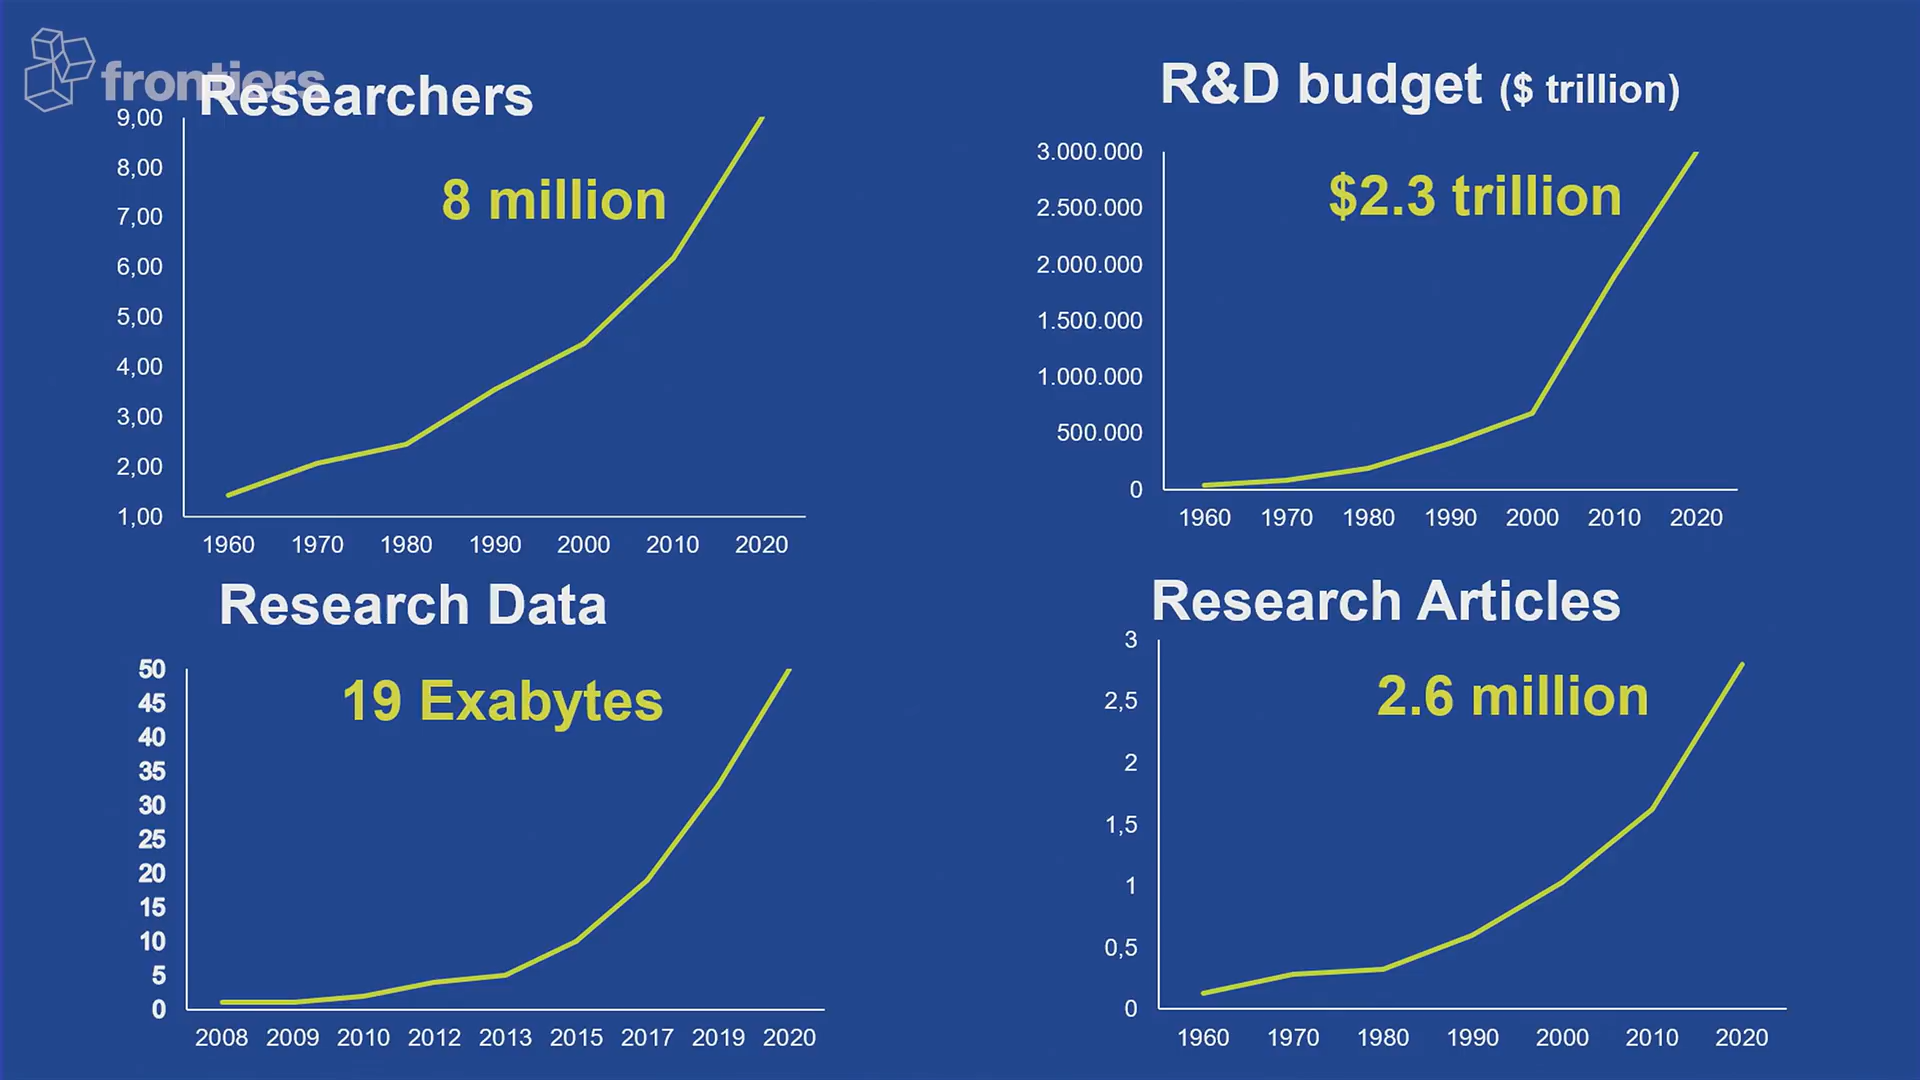 frontiers
Researchers
9,00
8 million
8,00
7,00
6,00
5,00
4,00
3,00
2,00
1,00
1960 1970 1980 1990 2000 2010 2020
R&D budget ($ trillion)
3.000.000
$2.3 trillion
2.500.000
2.000.000
1.500.000
1.000.000
500.000
0
1960 1970 1980 1990 2000 2010 2020
Research Data
50
19 Exabytes
45
40
35
30
25
20
15
10
5
0
2008 2009 2010 2012 2013 2015 2017 2019 2020
Research Articles
3
2.6 million
2,5
2
1,5
1
0,5
0
1960 1970 1980 1990 2000 2010 2020